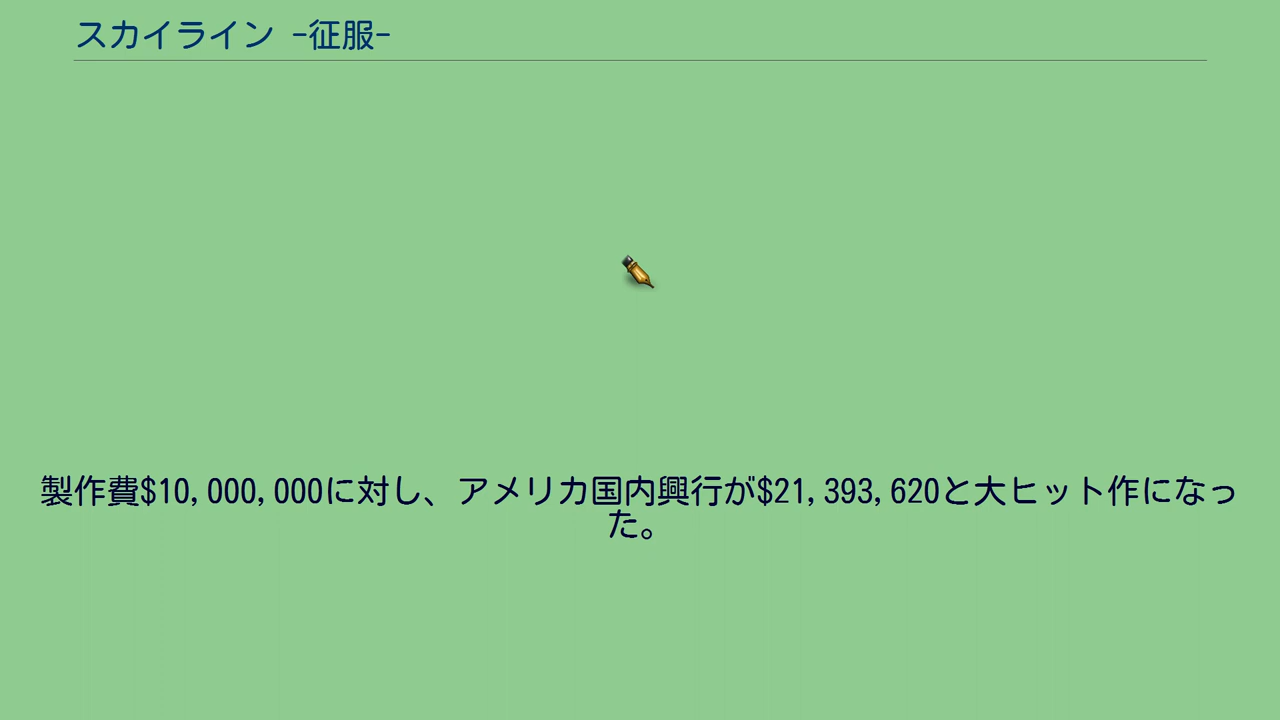 スカイライン -征服-
製作費$10,000,000に対し、アメリカ国内興行が$21,393,620と大ヒット作になっ
た。